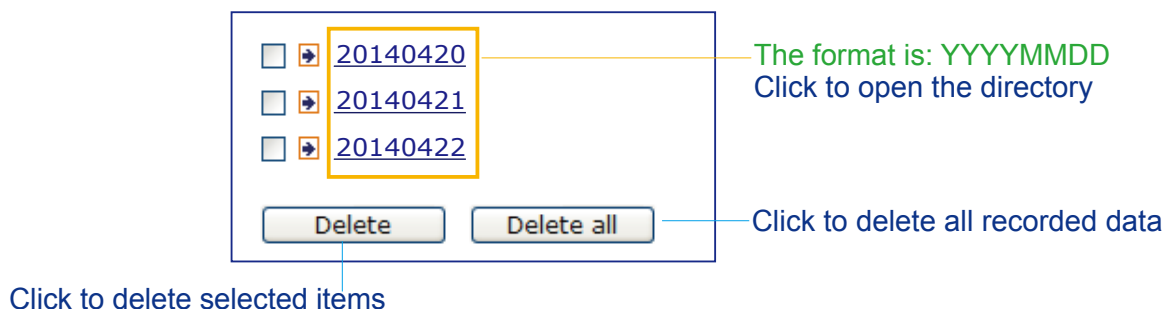 20140420
The format is: YYYYMMDD
Click to open the directory
20140421
20140422
Delete
Delete all
Click to delete all recorded data
Click to delete selected items